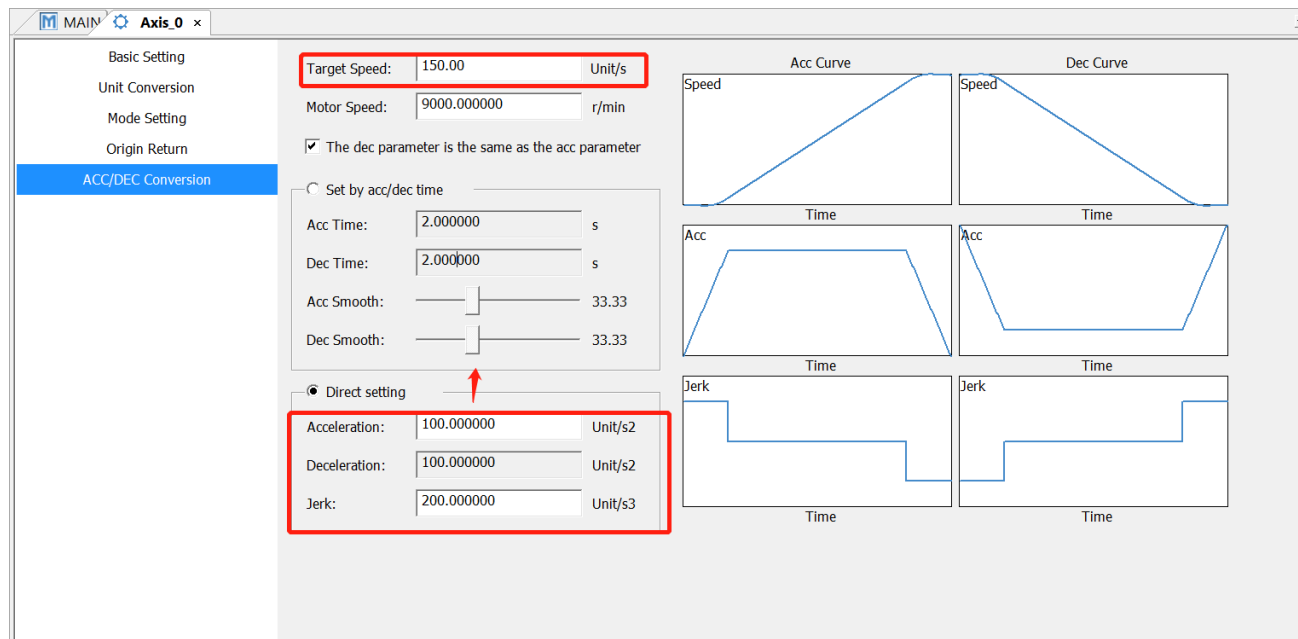 MAIN
Axis_0 ×
Basic Setting
Unit Conversion
Mode Setting
Origin Return
ACC/DEC Conversion
Target Speed: 150.00 Unit/s
Motor Speed: 9000.000000 r/min
The dec parameter is the same as the acc parameter
Set by acc/dec time
Acc Time: 2.000000 s
Dec Time: 2.000000 s
Acc Smooth: 33.33
Dec Smooth: 33.33
Direct setting
Acceleration: 100.000000 Unit/s2
Deceleration: 100.000000 Unit/s2
Jerk: 200.000000 Unit/s3
Acc Curve
Dec Curve
Speed
Speed
Time
Time
Acc
Acc
Time
Time
Jerk
Jerk
Time
Time